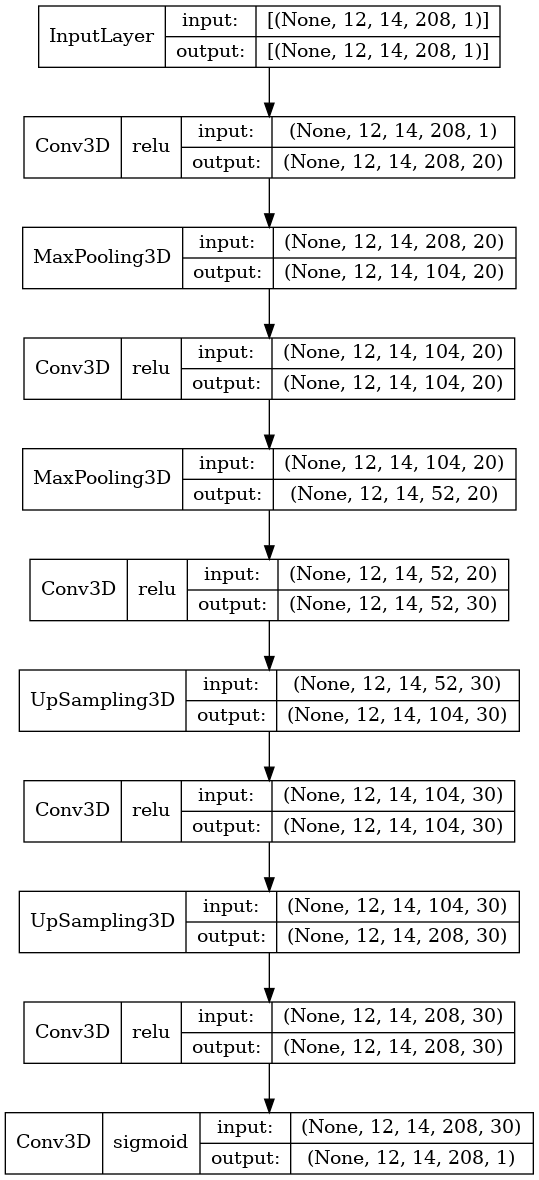 InputLayer input: [(None, 12, 14, 208, 1)]
output: [(None, 12, 14, 208, 1)]
Conv3D relu input: (None, 12, 14, 208, 1)
output: (None, 12, 14, 208, 20)
MaxPooling3D input: (None, 12, 14, 208, 20)
output: (None, 12, 14, 104, 20)
Conv3D relu input: (None, 12, 14, 104, 20)
output: (None, 12, 14, 104, 20)
MaxPooling3D input: (None, 12, 14, 104, 20)
output: (None, 12, 14, 52, 20)
Conv3D relu input: (None, 12, 14, 52, 20)
output: (None, 12, 14, 52, 30)
UpSampling3D input: (None, 12, 14, 52, 30)
output: (None, 12, 14, 104, 30)
Conv3D relu input: (None, 12, 14, 104, 30)
output: (None, 12, 14, 104, 30)
UpSampling3D input: (None, 12, 14, 104, 30)
output: (None, 12, 14, 208, 30)
Conv3D relu input: (None, 12, 14, 208, 30)
output: (None, 12, 14, 208, 30)
Conv3D sigmoid input: (None, 12, 14, 208, 30)
output: (None, 12, 14, 208, 1)